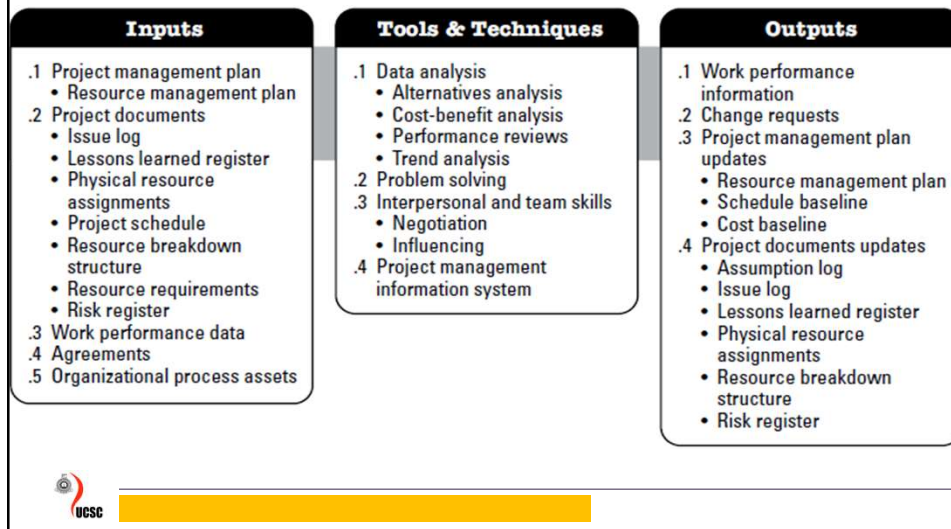 Inputs
.1 Project management plan
• Resource management plan
.2 Project documents
• Issue log
• Lessons learned register
• Physical resource
assignments
• Project schedule
• Resource breakdown
structure
• Resource requirements
• Risk register
.3 Work performance data
.4 Agreements
.5 Organizational process assets
Tools & Techniques
.1 Data analysis
• Alternatives analysis
• Cost-benefit analysis
• Performance reviews
• Trend analysis
.2 Problem solving
.3 Interpersonal and team skills
• Negotiation
• Influencing
.4 Project management
information system
Outputs
.1 Work performance
information
.2 Change requests
.3 Project management plan
updates
• Resource management plan
• Schedule baseline
• Cost baseline
.4 Project documents updates
• Assumption log
• Issue log
• Lessons learned register
• Physical resource
assignments
• Resource breakdown
structure
• Risk register
UCSC